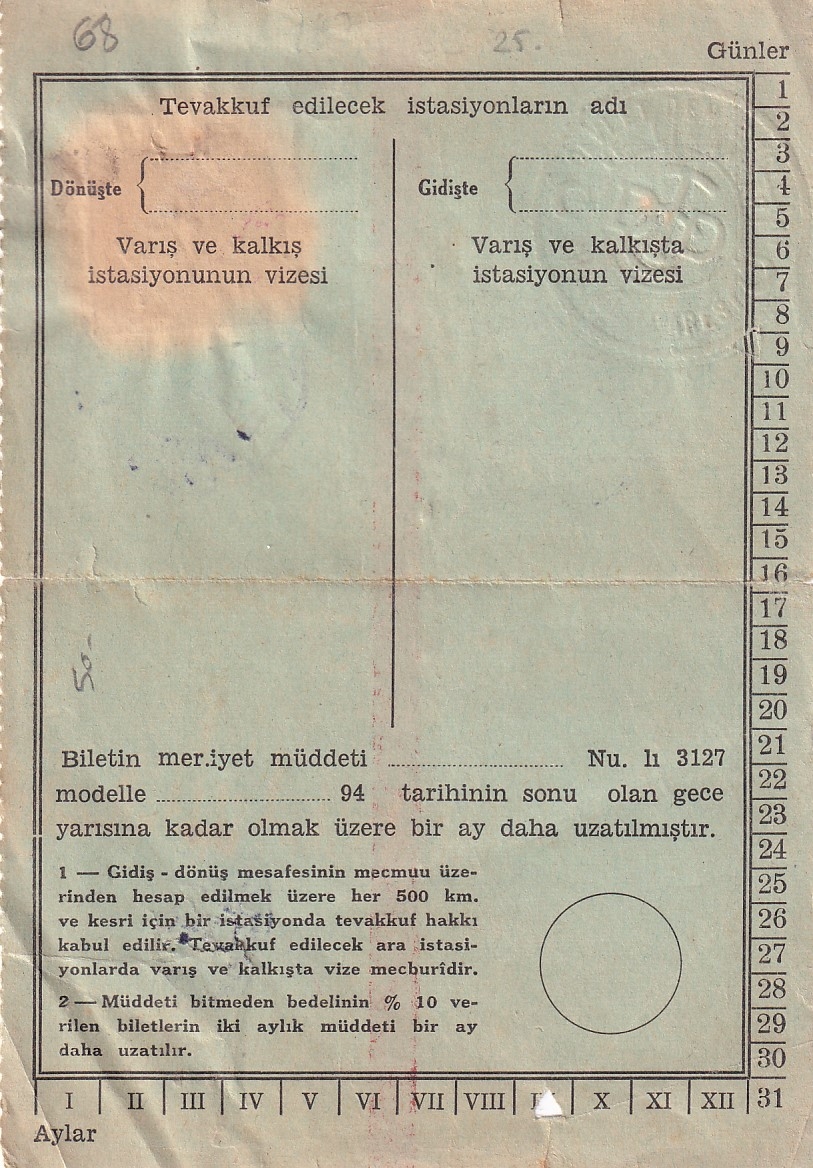 68
25.
Günler
Tevakkuf edilecek istasiyonların adı
Dönüşte
Gidişte
Varış ve kalkış
istasiyonunun vizesi
Varış ve kalkışta
istasiyonun vizesi
50.-
Biletin mer.iyet müddeti ........................ Nu. lı 3127
modelle ........................ 94 tarihinin sonu olan gece
yarısına kadar olmak üzere bir ay daha uzatılmıştır.
1 — Gidiş - dönüş mesafesinin mecmuu üze-
rinden hesap edilmek üzere her 500 km.
ve kesri için bir istasiyonda tevakkuf hakkı
kabul edilir. Tevakkuf edilecek ara istasi-
yonlarda varış ve kalkışta vize mecburîdir.
2 — Müddeti bitmeden bedelinin % 10 ve-
rilen biletlerin iki aylık müddeti bir ay
daha uzatılır.
1
2
3
4
5
6
7
8
9
10
11
12
13
14
15
16
17
18
19
20
21
22
23
24
25
26
27
28
29
30
31
I II III IV V VI VII VIII X XI XII
Aylar